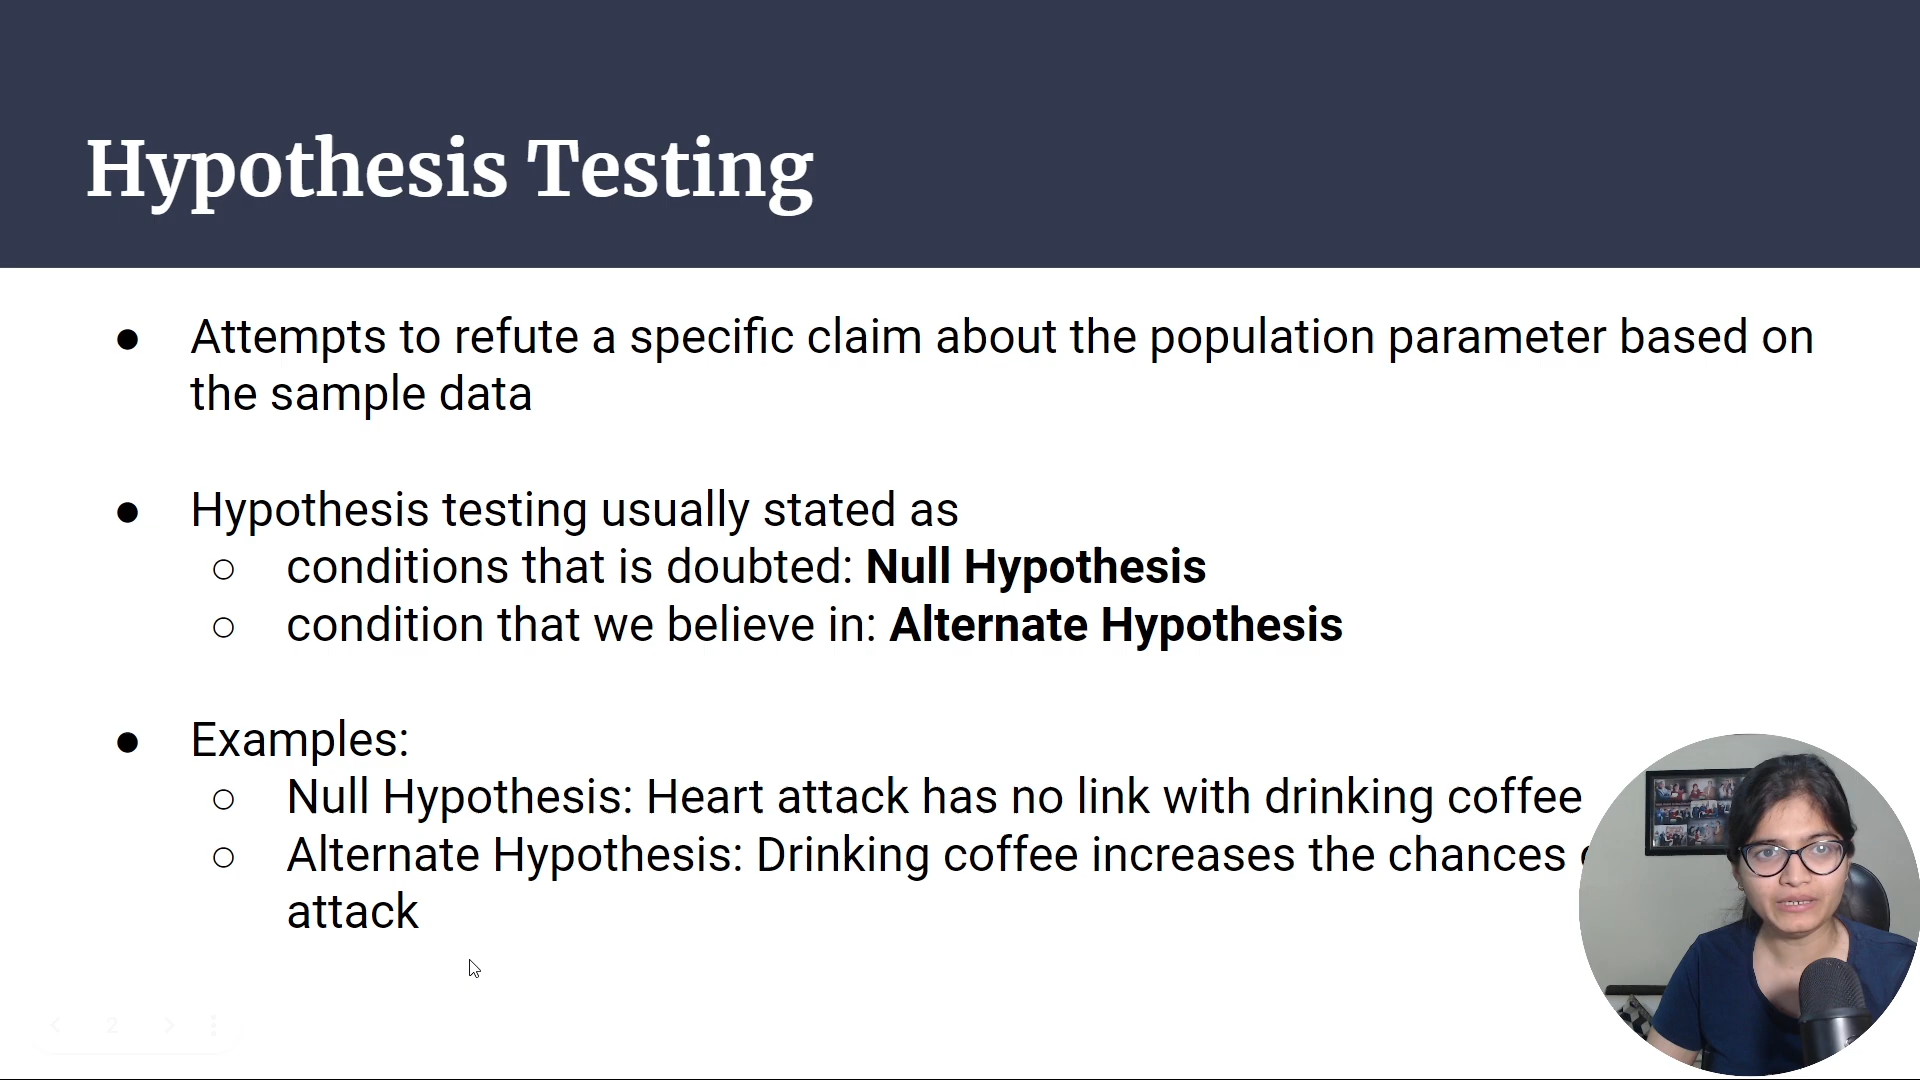 Hypothesis Testing
● Attempts to refute a specific claim about the population parameter based on
the sample data
● Hypothesis testing usually stated as
○ conditions that is doubted: Null Hypothesis
○ condition that we believe in: Alternate Hypothesis
● Examples:
○ Null Hypothesis: Heart attack has no link with drinking coffee
○ Alternate Hypothesis: Drinking coffee increases the chances
attack
2